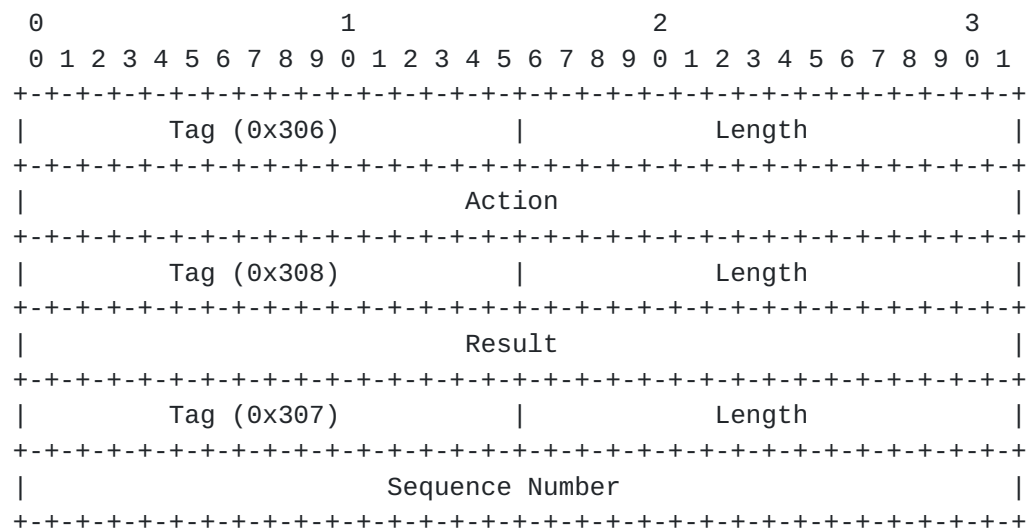 0                   1                   2                   3
 0 1 2 3 4 5 6 7 8 9 0 1 2 3 4 5 6 7 8 9 0 1 2 3 4 5 6 7 8 9 0 1
+-+-+-+-+-+-+-+-+-+-+-+-+-+-+-+-+-+-+-+-+-+-+-+-+-+-+-+-+-+-+-+-+
|         Tag (0x306)           |            Length             |
+-+-+-+-+-+-+-+-+-+-+-+-+-+-+-+-+-+-+-+-+-+-+-+-+-+-+-+-+-+-+-+-+
|                            Action                             |
+-+-+-+-+-+-+-+-+-+-+-+-+-+-+-+-+-+-+-+-+-+-+-+-+-+-+-+-+-+-+-+-+
|         Tag (0x308)           |            Length             |
+-+-+-+-+-+-+-+-+-+-+-+-+-+-+-+-+-+-+-+-+-+-+-+-+-+-+-+-+-+-+-+-+
|                            Result                             |
+-+-+-+-+-+-+-+-+-+-+-+-+-+-+-+-+-+-+-+-+-+-+-+-+-+-+-+-+-+-+-+-+
|         Tag (0x307)           |            Length             |
+-+-+-+-+-+-+-+-+-+-+-+-+-+-+-+-+-+-+-+-+-+-+-+-+-+-+-+-+-+-+-+-+
|                       Sequence Number                         |
+-+-+-+-+-+-+-+-+-+-+-+-+-+-+-+-+-+-+-+-+-+-+-+-+-+-+-+-+-+-+-+-+